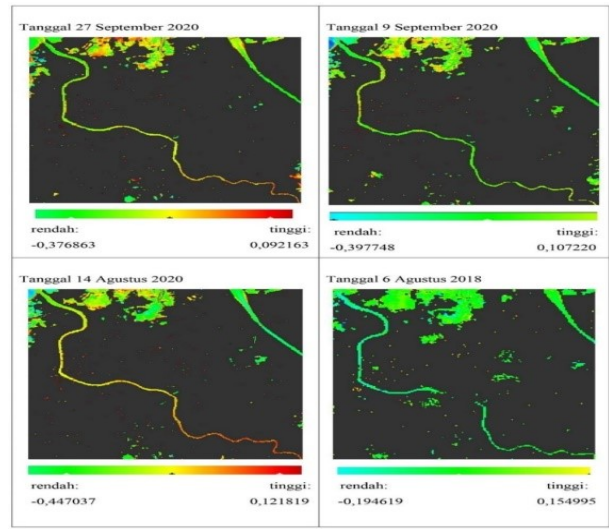 Tanggal 27 September 2020
rendah: tinggi:
-0,376863 0,092163
Tanggal 9 September 2020
rendah: tinggi:
-0,397748 0,107220
Tanggal 14 Agustus 2020
rendah: tinggi:
-0,447037 0,121819
Tanggal 6 Agustus 2018
rendah: tinggi:
-0,194619 0,154995